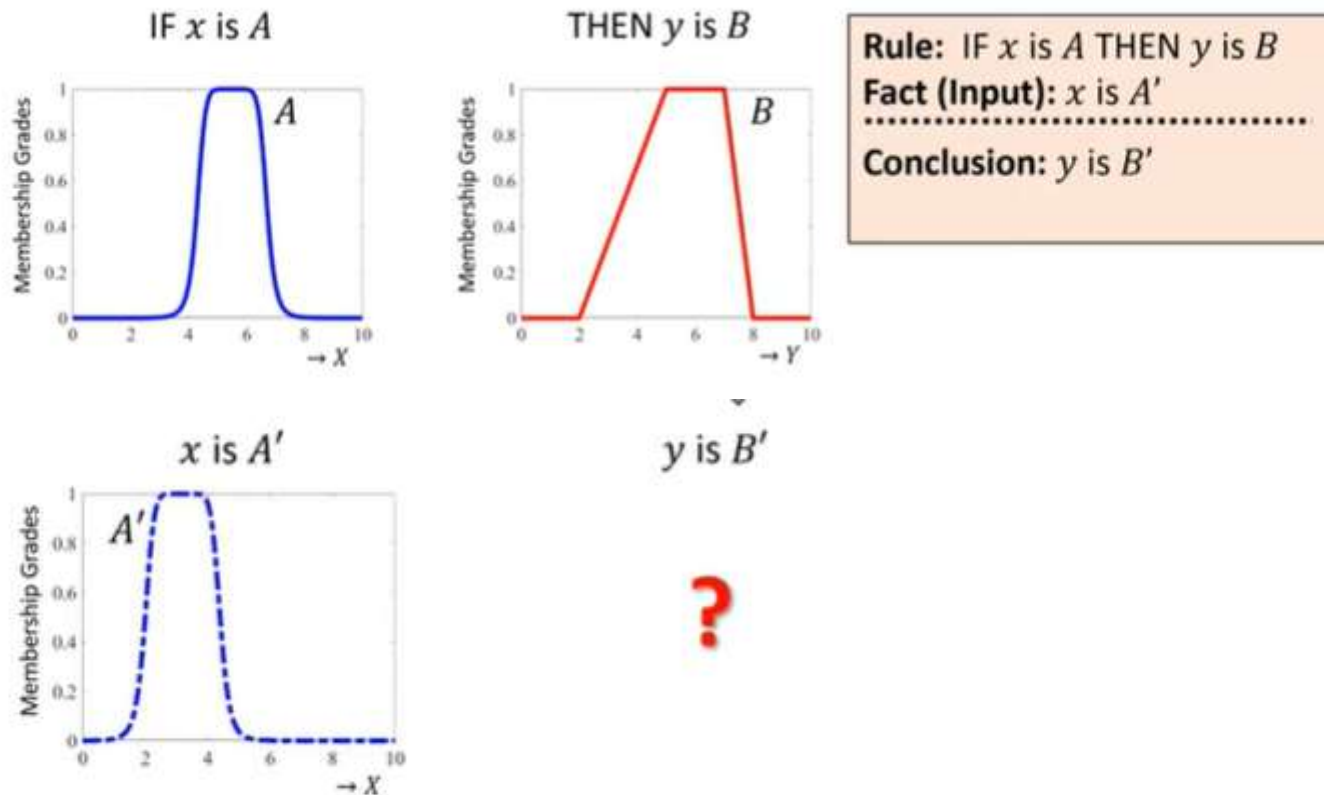 IF x is A
THEN y is B
Rule: IF x is A THEN y is B
Fact (Input): x is A′
Conclusion: y is B′
Membership Grades
1
0.8
0.6
0.4
0.2
0
A
0 2 4 6 8 10
→ X
Membership Grades
1
0.8
0.6
0.4
0.2
0
B
0 2 4 6 8 10
→ Y
x is A′
y is B′
Membership Grades
1
0.8
0.6
0.4
0.2
0
A′
0 2 4 6 8 10
→ X
?